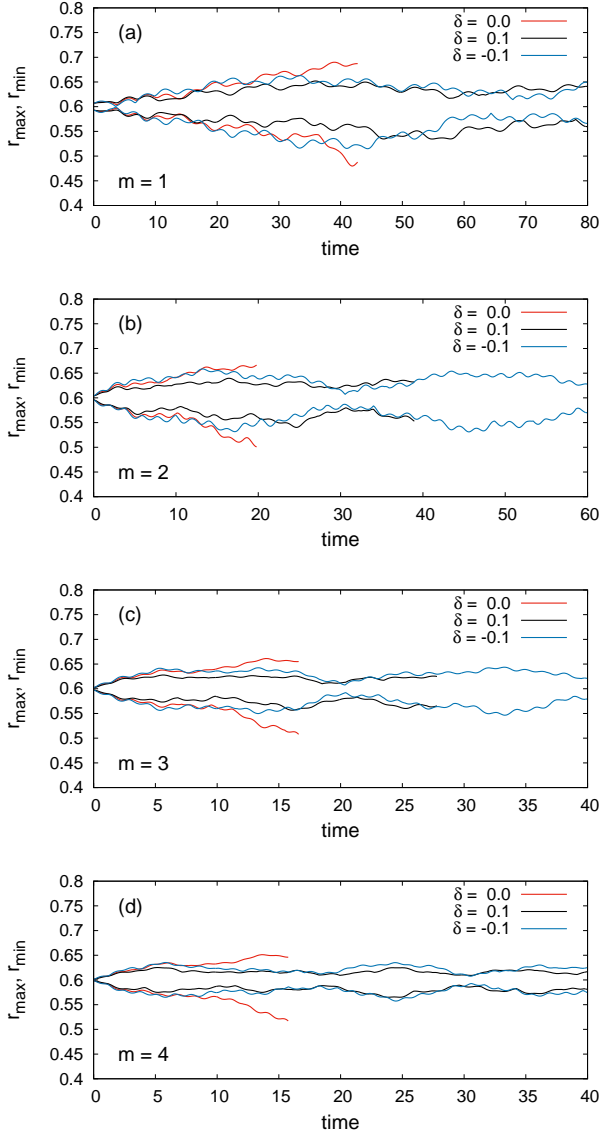 (a)
δ = 0.0
δ = 0.1
δ = -0.1
0.8
0.7
0.65
0.6
0.55
0.5
0.45
0.4
r_max, r_min
m = 1
0 10 20 30 40 50 60 70 80
time
(b)
δ = 0.0
δ = 0.1
δ = -0.1
0.8
0.75
0.7
0.65
0.6
0.55
0.5
0.45
0.4
r_max, r_min
m = 2
0 10 20 30 40 50 60
time
(c)
δ = 0.0
δ = 0.1
δ = -0.1
0.8
0.75
0.7
0.65
0.6
0.55
0.5
0.45
0.4
r_max, r_min
m = 3
0 5 10 15 20 25 30 35 40
time
(d)
δ = 0.0
δ = 0.1
δ = -0.1
0.8
0.75
0.7
0.65
0.6
0.55
0.5
0.45
0.4
r_max, r_min
m = 4
0 5 10 15 20 25 30 35 40
time